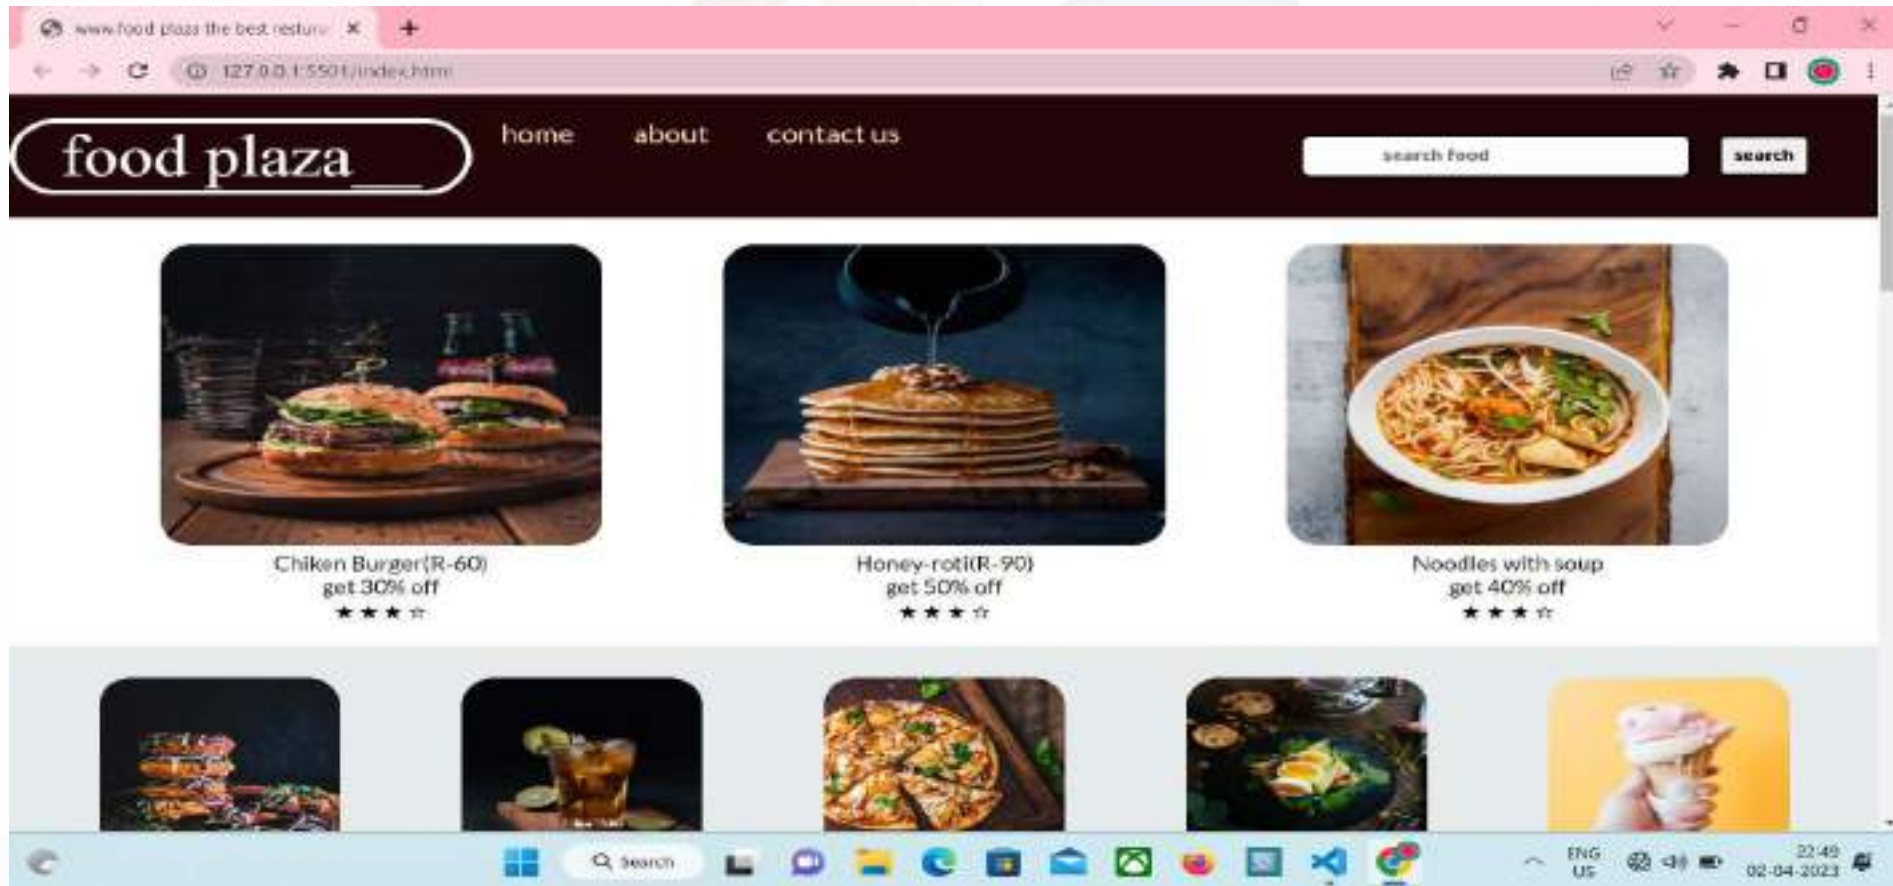 www.food plaza the best restura
127.0.0.1:5501/index.html
food plaza__
home
about
contact us
search food
search
Chiken Burger(R-60)
get 30% off
★ ★ ★ ☆
Honey-roti(R-90)
get 50% off
★ ★ ★ ☆
Noodles with soup
get 40% off
★ ★ ★ ☆
Search
ENG
US
22:49
02-04-2023